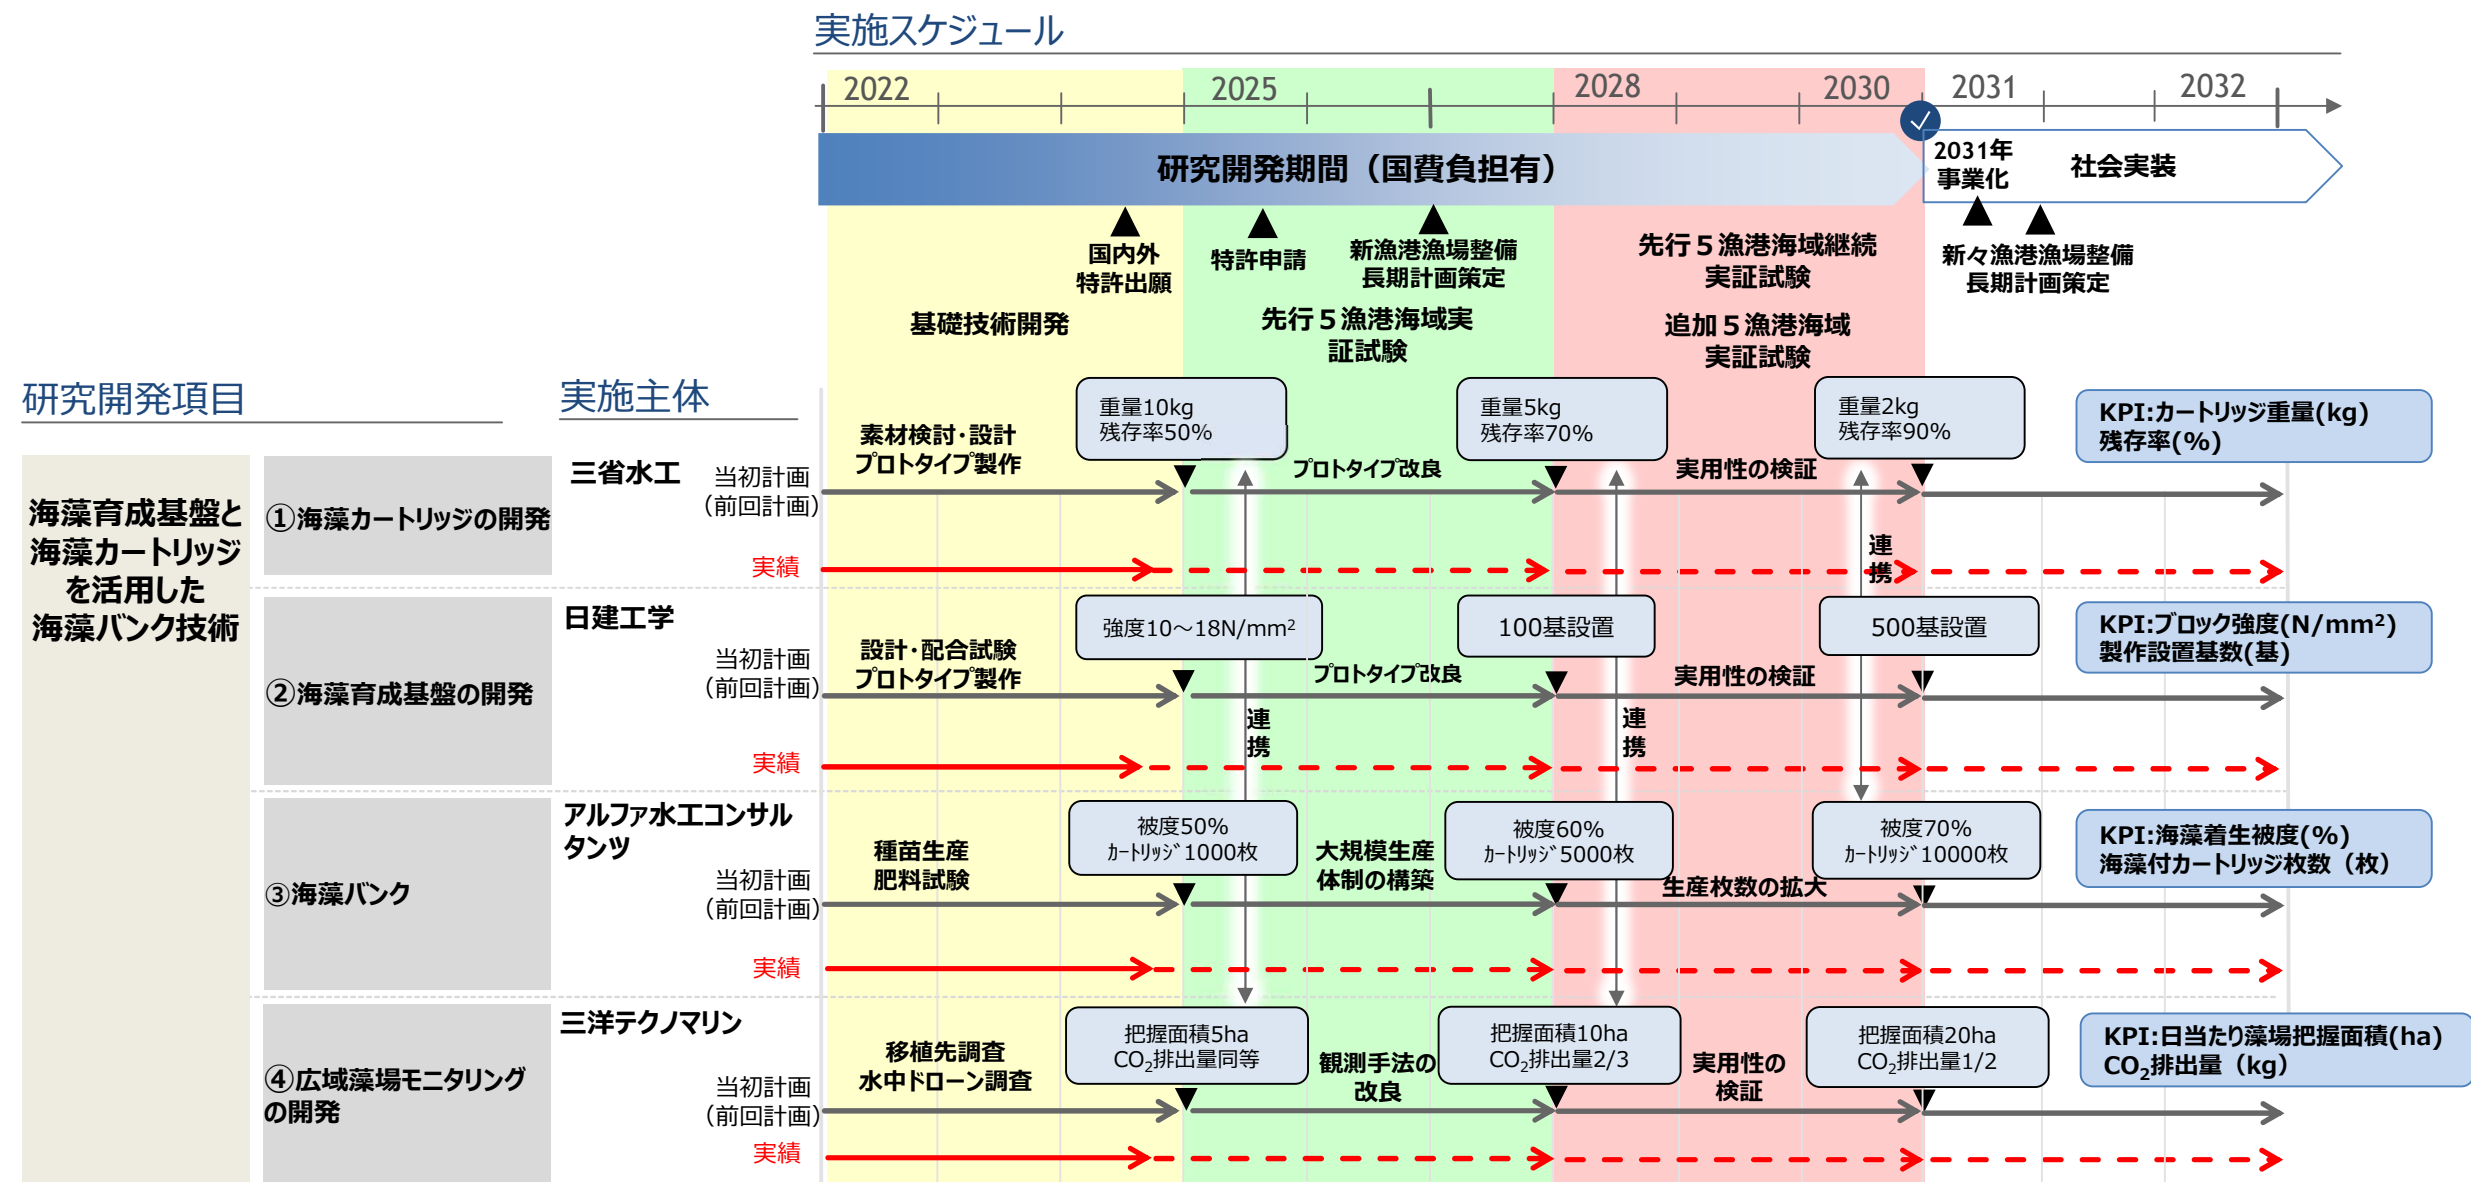 実施スケジュール
2022
2025
2028
2030
2031
2032
研究開発期間（国費負担有）
2031年
事業化
社会実装
国内外
特許出願
特許申請
新漁港漁場整備
長期計画策定
先行５漁港海域継続
実証試験
新々漁港漁場整備
長期計画策定
基礎技術開発
先行５漁港海域実
証試験
追加５漁港海域
実証試験
研究開発項目
実施主体
海藻育成基盤と
海藻カートリッジ
を活用した
海藻バンク技術
①海藻カートリッジの開発
三省水工
当初計画
（前回計画）
実績
素材検討・設計
プロトタイプ製作
重量10kg
残存率50%
プロトタイプ改良
重量5kg
残存率70%
実用性の検証
重量2kg
残存率90%
連
携
KPI:カートリッジ重量(kg)
残存率(%)
②海藻育成基盤の開発
日建工学
当初計画
（前回計画）
実績
設計・配合試験
プロトタイプ製作
強度10～18N/mm²
プロトタイプ改良
100基設置
実用性の検証
500基設置
連
携
連
携
KPI:ブロック強度(N/mm²)
製作設置基数(基)
③海藻バンク
アルファ水工コンサル
タンツ
当初計画
（前回計画）
実績
種苗生産
肥料試験
被度50%
ｶｰﾄﾘｯｼﾞ1000枚
大規模生産
体制の構築
被度60%
ｶｰﾄﾘｯｼﾞ5000枚
生産枚数の拡大
被度70%
ｶｰﾄﾘｯｼﾞ10000枚
KPI:海藻着生被度(%)
海藻付カートリッジ枚数（枚）
④広域藻場モニタリング
の開発
三洋テクノマリン
当初計画
（前回計画）
実績
移植先調査
水中ドローン調査
把握面積5ha
CO₂排出量同等
観測手法の
改良
把握面積10ha
CO₂排出量2/3
実用性の
検証
把握面積20ha
CO₂排出量1/2
KPI:日当たり藻場把握面積(ha)
CO₂排出量（kg）